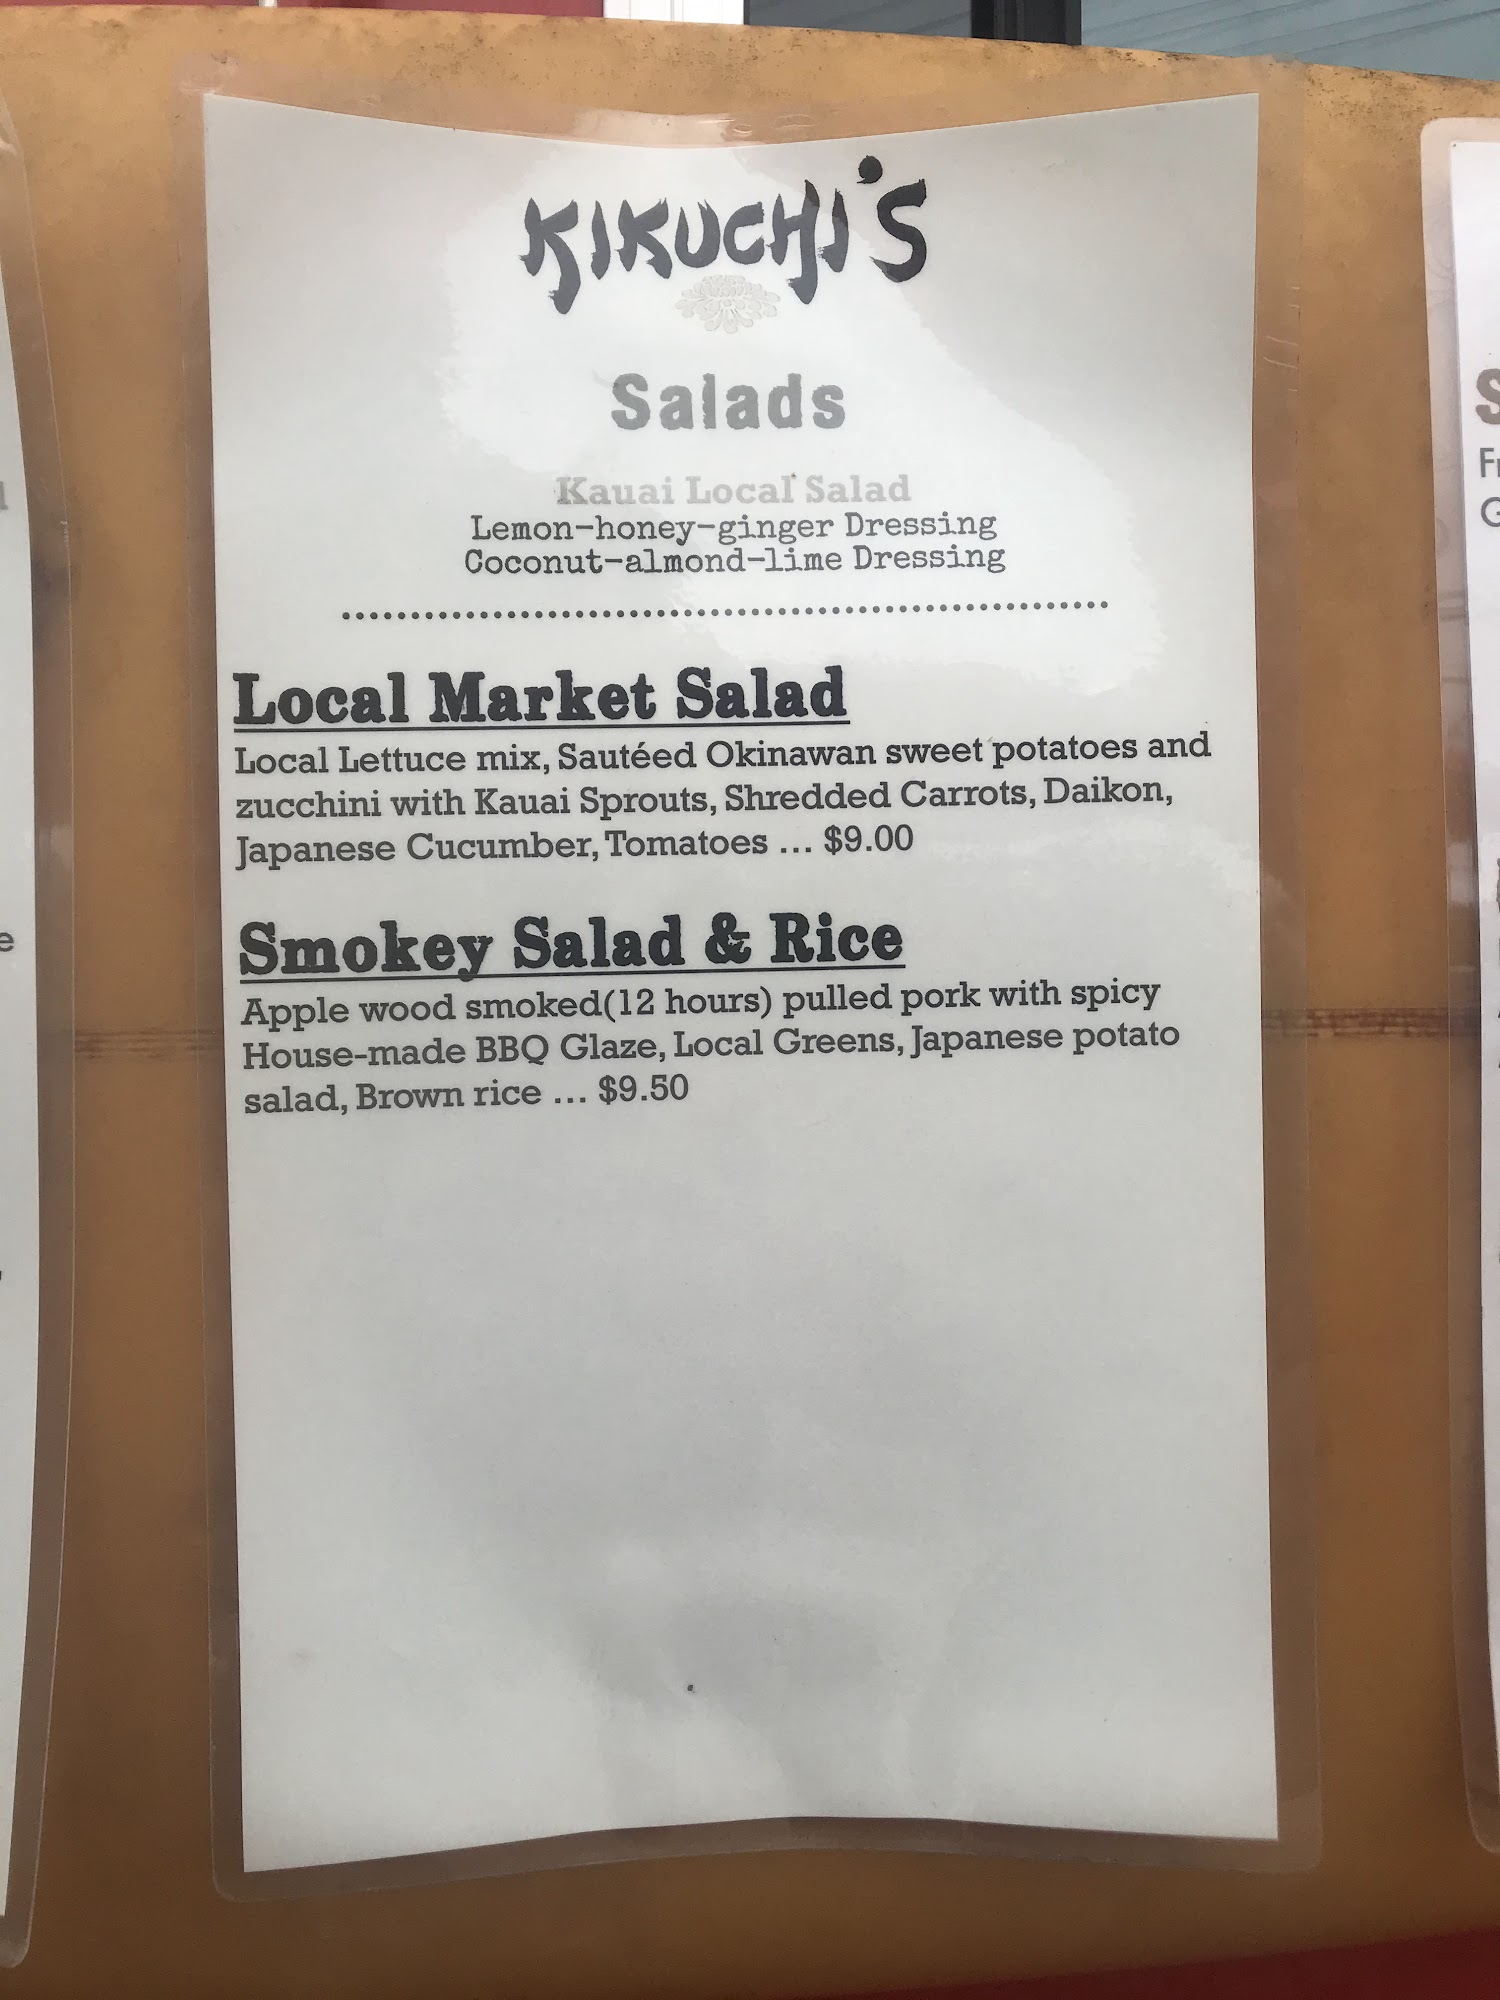 KIKUCHI'S
Salads
Kauai Local Salad
Lemon-honey-ginger Dressing
Coconut-almond-lime Dressing
Local Market Salad
Local Lettuce mix, Sautéed Okinawan sweet potatoes and
zucchini with Kauai Sprouts, Shredded Carrots, Daikon,
Japanese Cucumber, Tomatoes ... $9.00
Smokey Salad & Rice
Apple wood smoked(12 hours) pulled pork with spicy
House-made BBQ Glaze, Local Greens, Japanese potato
salad, Brown rice ... $9.50